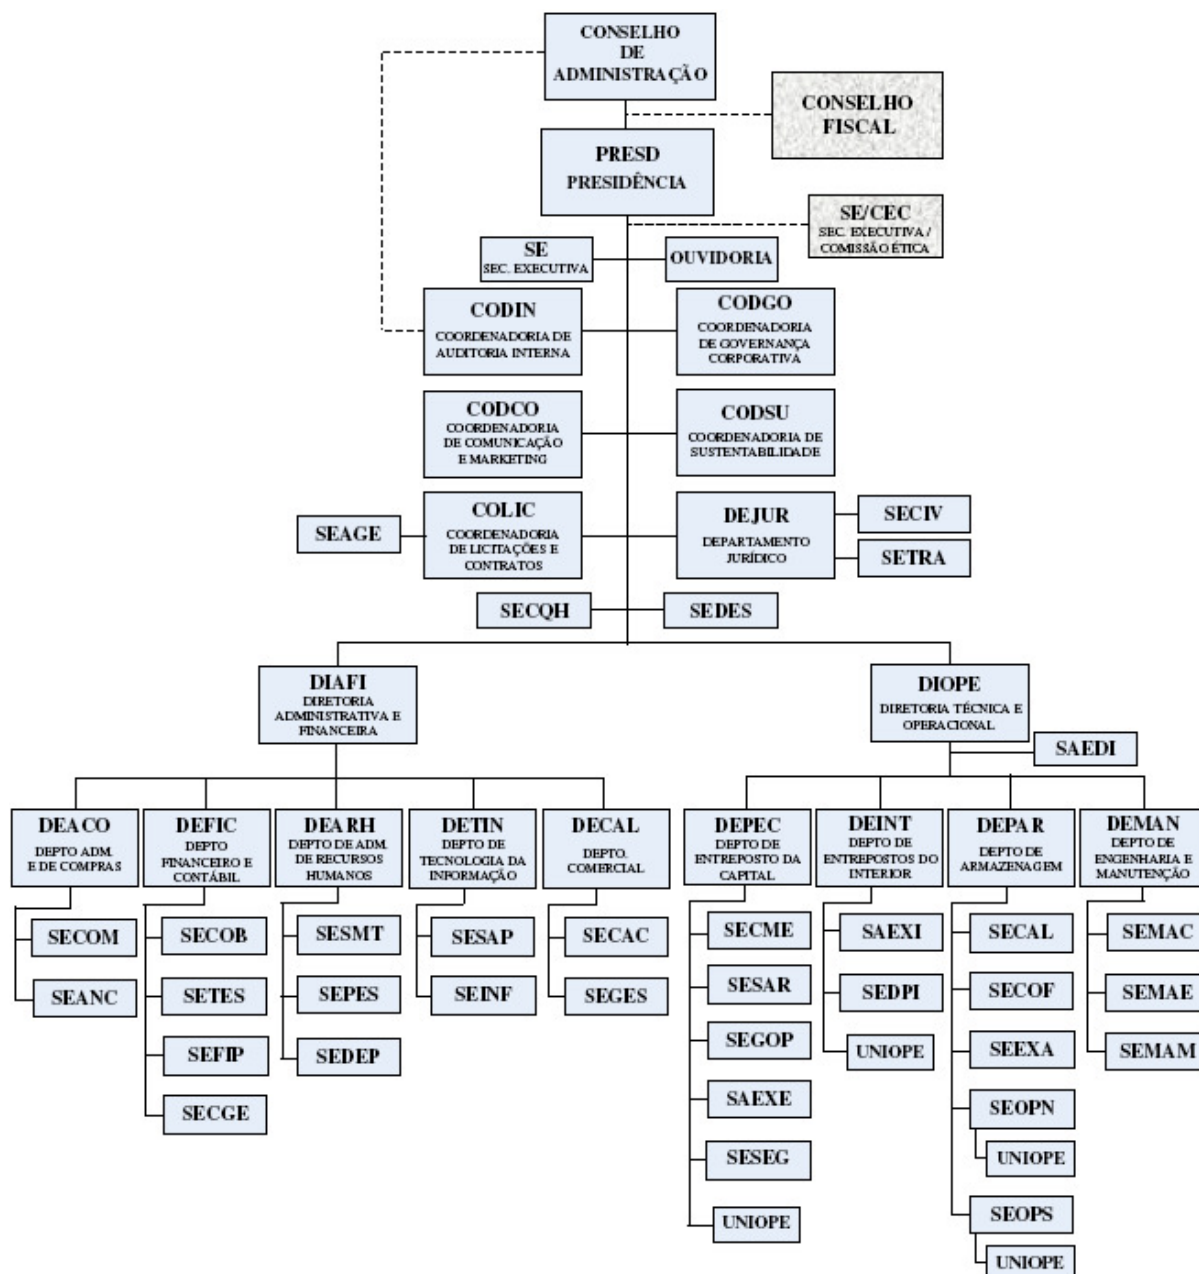 CONSELHO
DE
ADMINISTRAÇÃO
CONSELHO
FISCAL
PRESD
PRESIDÊNCIA
SE/CEC
SEC. EXECUTIVA /
COMISSÃO ÉTICA
SE
SEC. EXECUTIVA
OUVIDORIA
CODIN
COORDENADORIA DE
AUDITORIA INTERNA
CODGO
COORDENADORIA
DE GOVERNANÇA
CORPORATIVA
CODCO
COORDENADORIA
DE COMUNICAÇÃO
E MARKETING
CODSU
COORDENADORIA DE
SUSTENTABILIDADE
SEAGE
COLIC
COORDENADORIA
DE LICITAÇÕES E
CONTRATOS
DEJUR
DEPARTAMENTO
JURÍDICO
SECIV
SETRA
SECQH
SEDES
DIAFI
DIRETORIA
ADMINISTRATIVA E
FINANCEIRA
DIOPE
DIRETORIA TÉCNICA E
OPERACIONAL
SAEDI
DEACO
DEPTO ADM.
E DE COMPRAS
DEFIC
DEPTO
FINANCEIRO E
CONTÁBIL
DEARH
DEPTO DE ADM.
DE RECURSOS
HUMANOS
DETIN
DEPTO DE
TECNOLOGIA DA
INFORMAÇÃO
DECAL
DEPTO.
COMERCIAL
DEPEC
DEPTO DE
ENTREPOSTO DA
CAPITAL
DEINT
DEPTO DE
ENTREPOSTOS DO
INTERIOR
DEPAR
DEPTO DE
ARMAZENAGEM
DEMAN
DEPTO DE
ENGENHARIA E
MANUTENÇÃO
SECOM
SEANC
SECOB
SETES
SEFIP
SECGE
SESMT
SEPES
SEDEP
SESAP
SEINF
SECAC
SEGES
SECME
SESAR
SEGOP
SAEXE
SESEG
UNIOPE
SAEXI
SEDPI
UNIOPE
SECAL
SECOF
SEEXA
SEOPN
UNIOPE
SEOPS
UNIOPE
SEMAC
SEMAE
SEMAM